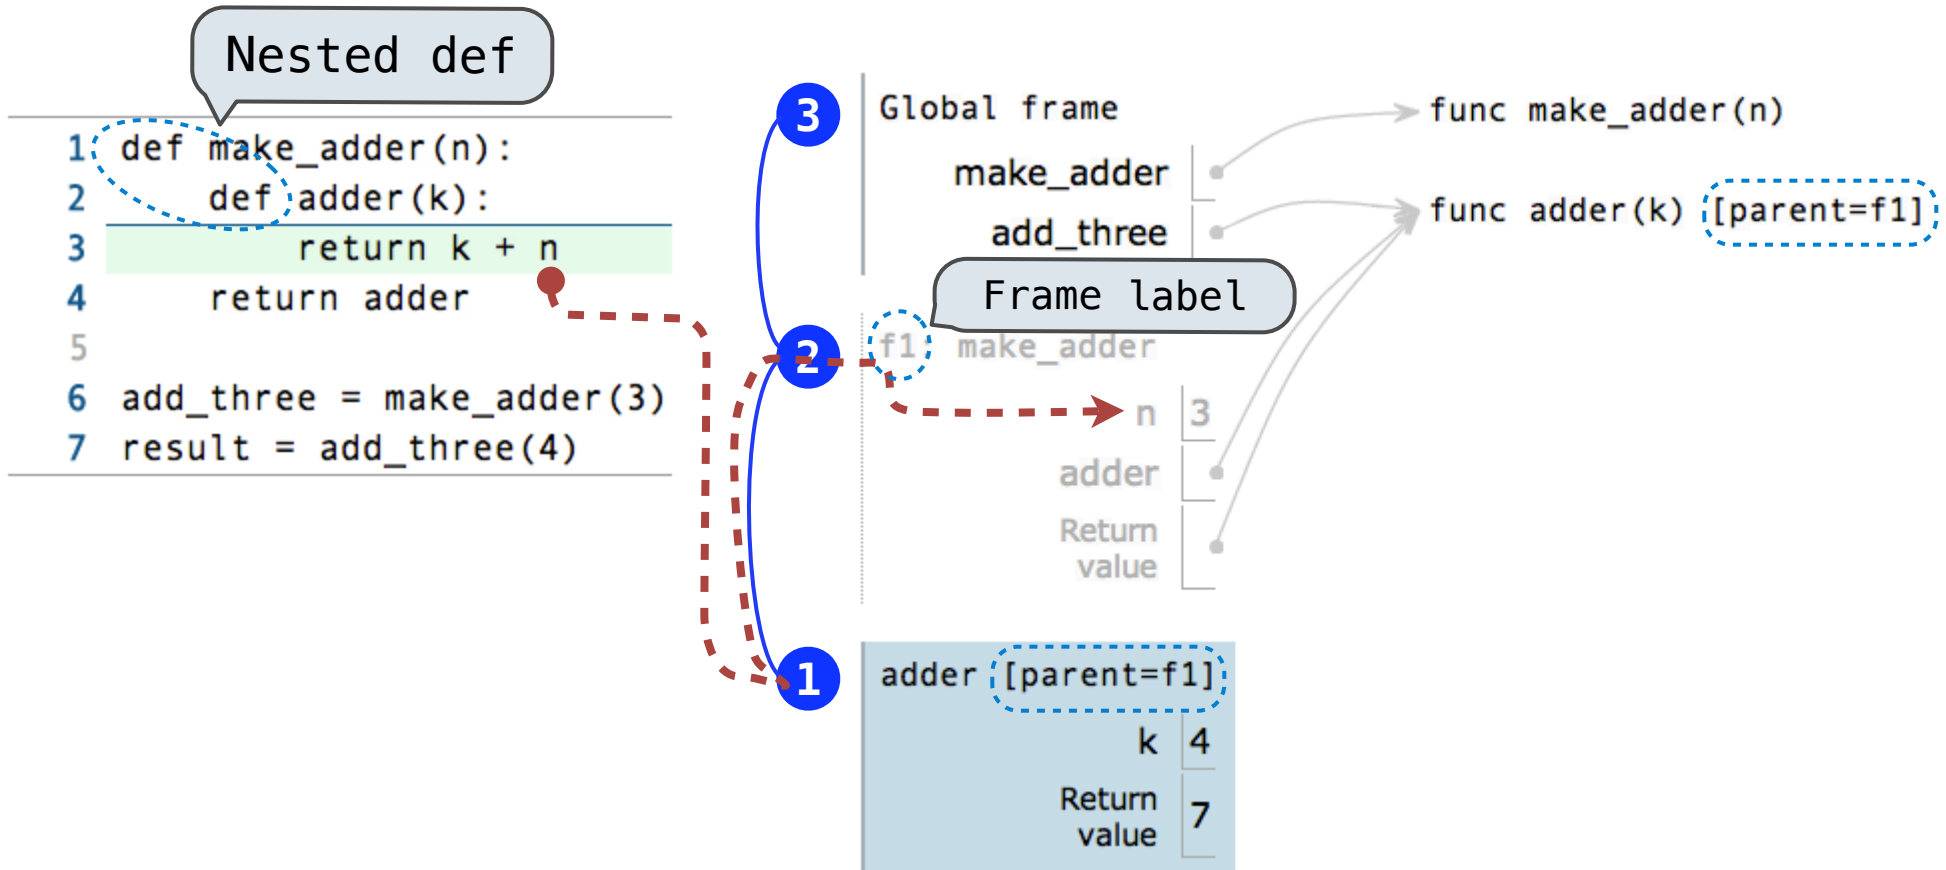 Nested def
1 def make_adder(n):
2 def adder(k):
3 return k + n
4 return adder
5
6 add_three = make_adder(3)
7 result = add_three(4)
3
Global frame
make_adder
add_three
func make_adder(n)
func adder(k) [parent=f1]
Frame label
2
f1: make_adder
n 3
adder
Return
value
1
adder [parent=f1]
k 4
Return
value 7